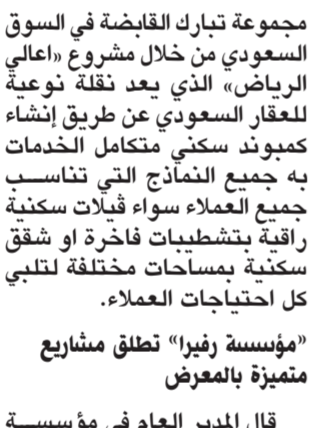 مجموعة تبارك القابضة في السوق
السعودي من خلال مشروع «اعالي
الرياض» الذي يعد نقلة نوعية
للعقار السعودي عن طريق إنشاء
كمبوند سكني متكامل الخدمات
به جميع النماذج التي تناسب
جميع العملاء سواء ڤيلات سكنية
راقية بتشطيبات فاخرة او شقق
سكنية بمساحات مختلفة لتلبي
كل احتياجات العملاء.
«مؤسسة رفيرا» تطلق مشاريع
متميزة بالمعرض
قال المدير العام في مؤسسة